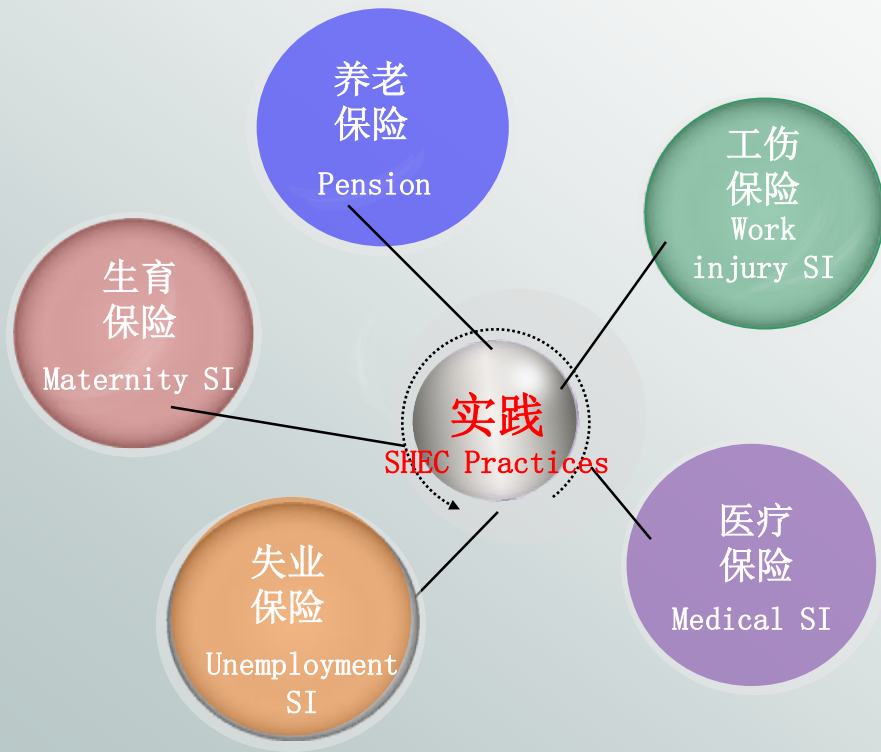 养老
保险
Pension
工伤
保险
Work
injury SI
生育
保险
Maternity SI
实践
SHEC Practices
医疗
保险
Medical SI
失业
保险
Unemployment
SI